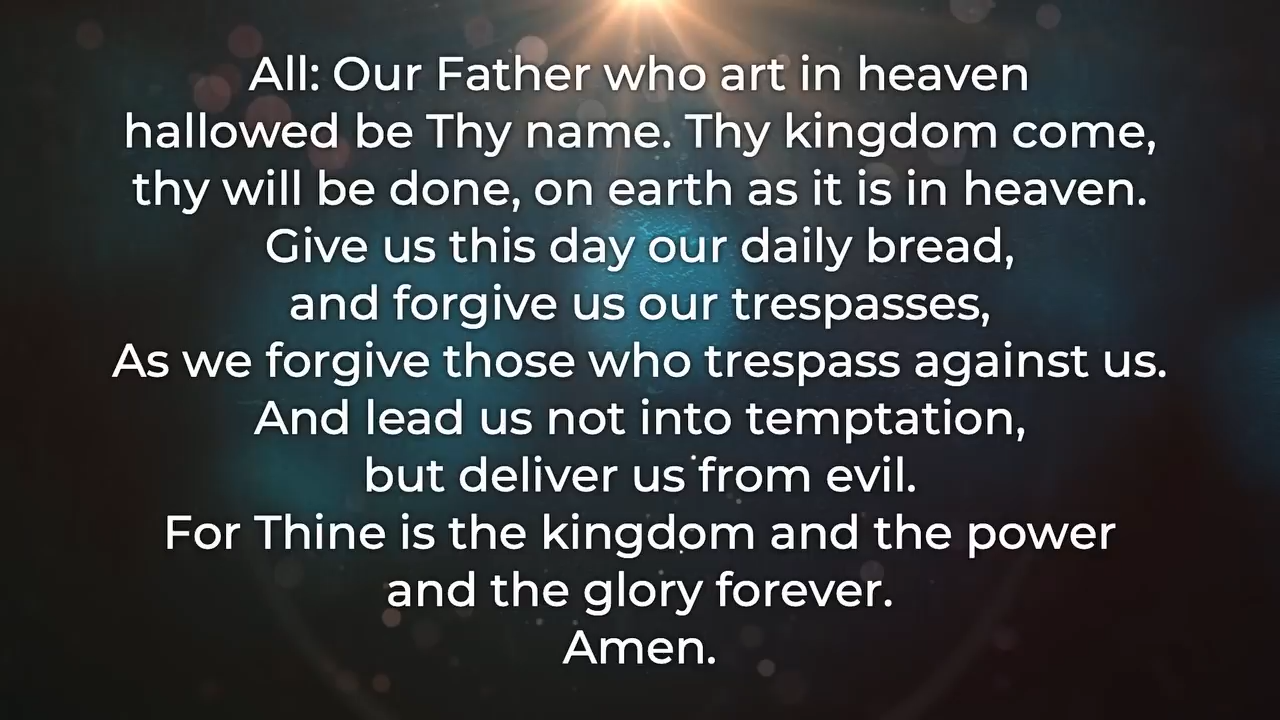 All: Our Father who art in heaven
hallowed be Thy name. Thy kingdom come,
thy will be done, on earth as it is in heaven.
Give us this day our daily bread,
and forgive us our trespasses,
As we forgive those who trespass against us.
And lead us not into temptation,
but deliver us from evil.
For Thine is the kingdom and the power
and the glory forever.
Amen.